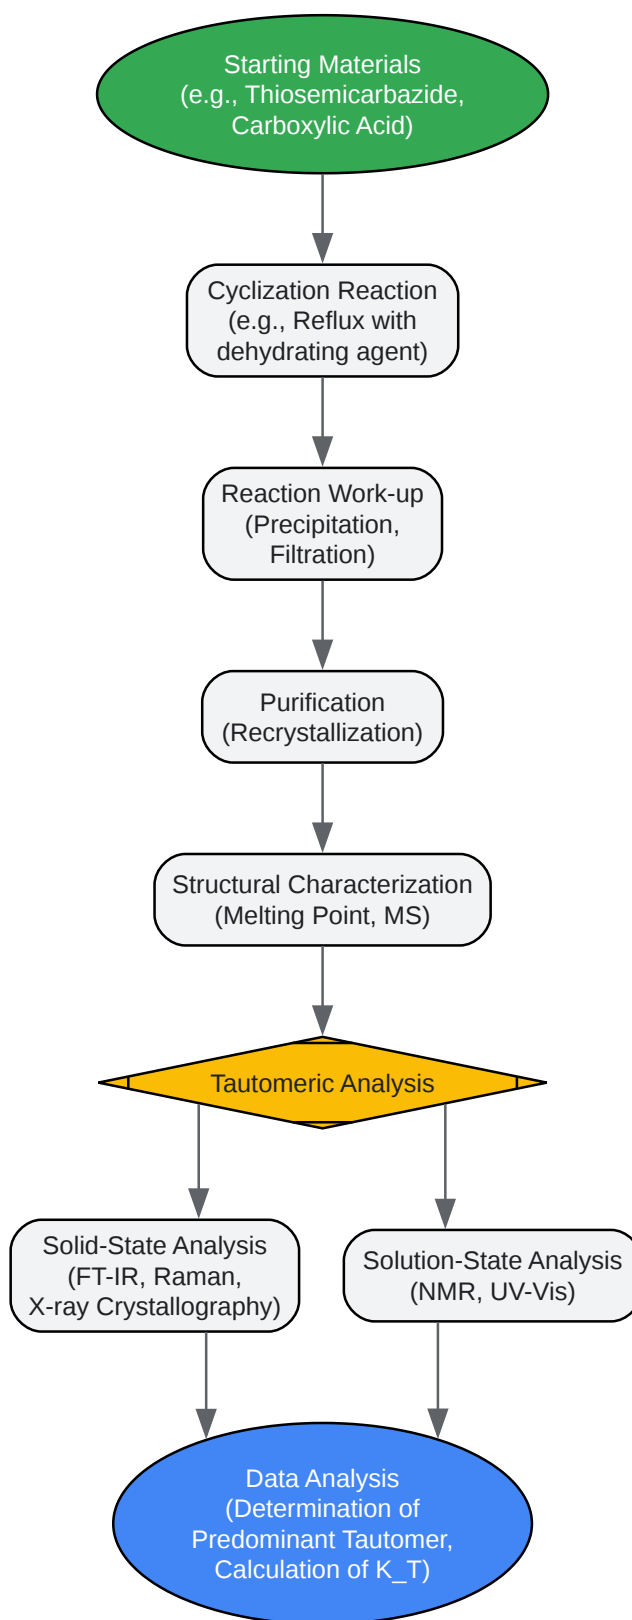 Starting Materials
(e.g., Thiosemicarbazide,
Carboxylic Acid)
Cyclization Reaction
(e.g., Reflux with
dehydrating agent)
Reaction Work-up
(Precipitation,
Filtration)
Purification
(Recrystallization)
Structural Characterization
(Melting Point, MS)
Tautomeric Analysis
Solid-State Analysis
(FT-IR, Raman,
X-ray Crystallography)
Solution-State Analysis
(NMR, UV-Vis)
Data Analysis
(Determination of
Predominant Tautomer,
Calculation of K_T)